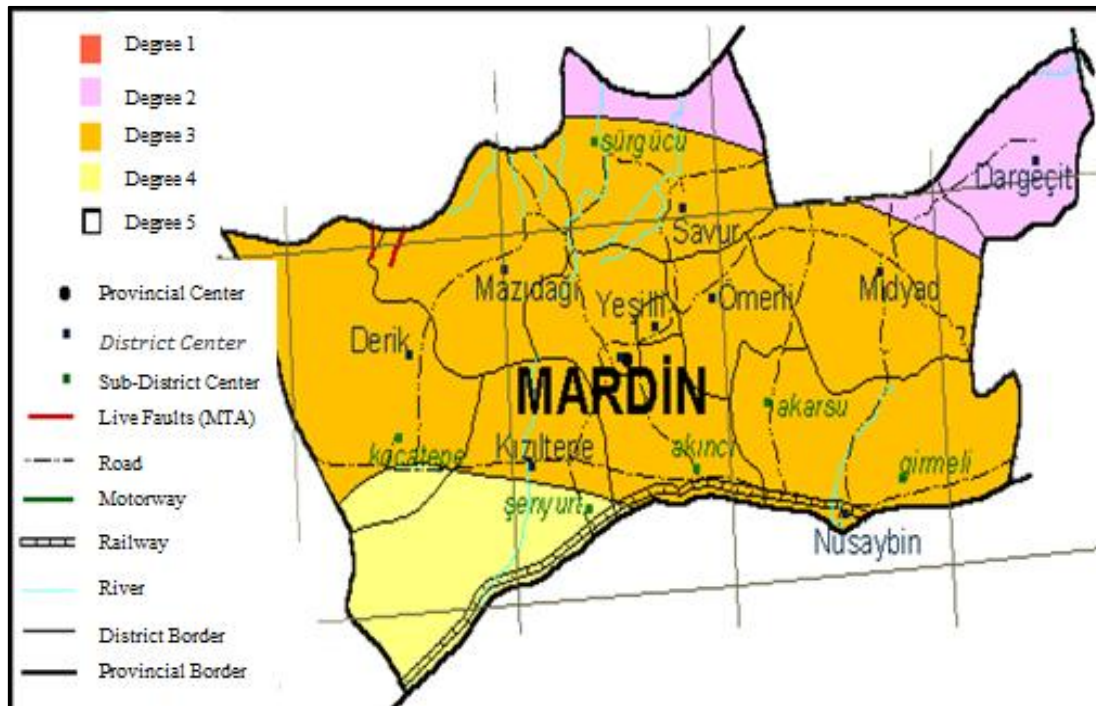 Degree 1
Degree 2
Degree 3
Degree 4
Degree 5
Provincial Center
District Center
Sub-District Center
Live Faults (MTA)
Road
Motorway
Railway
River
District Border
Provincial Border
sürgücü
Dargeçit
Savur
Mazıdağı
Yeşilli
Ömerli
Midyad
Derik
MARDİN
akarsu
kocatepe
Kızıltepe
akıncı
girmeli
şenyurt
Nusaybin